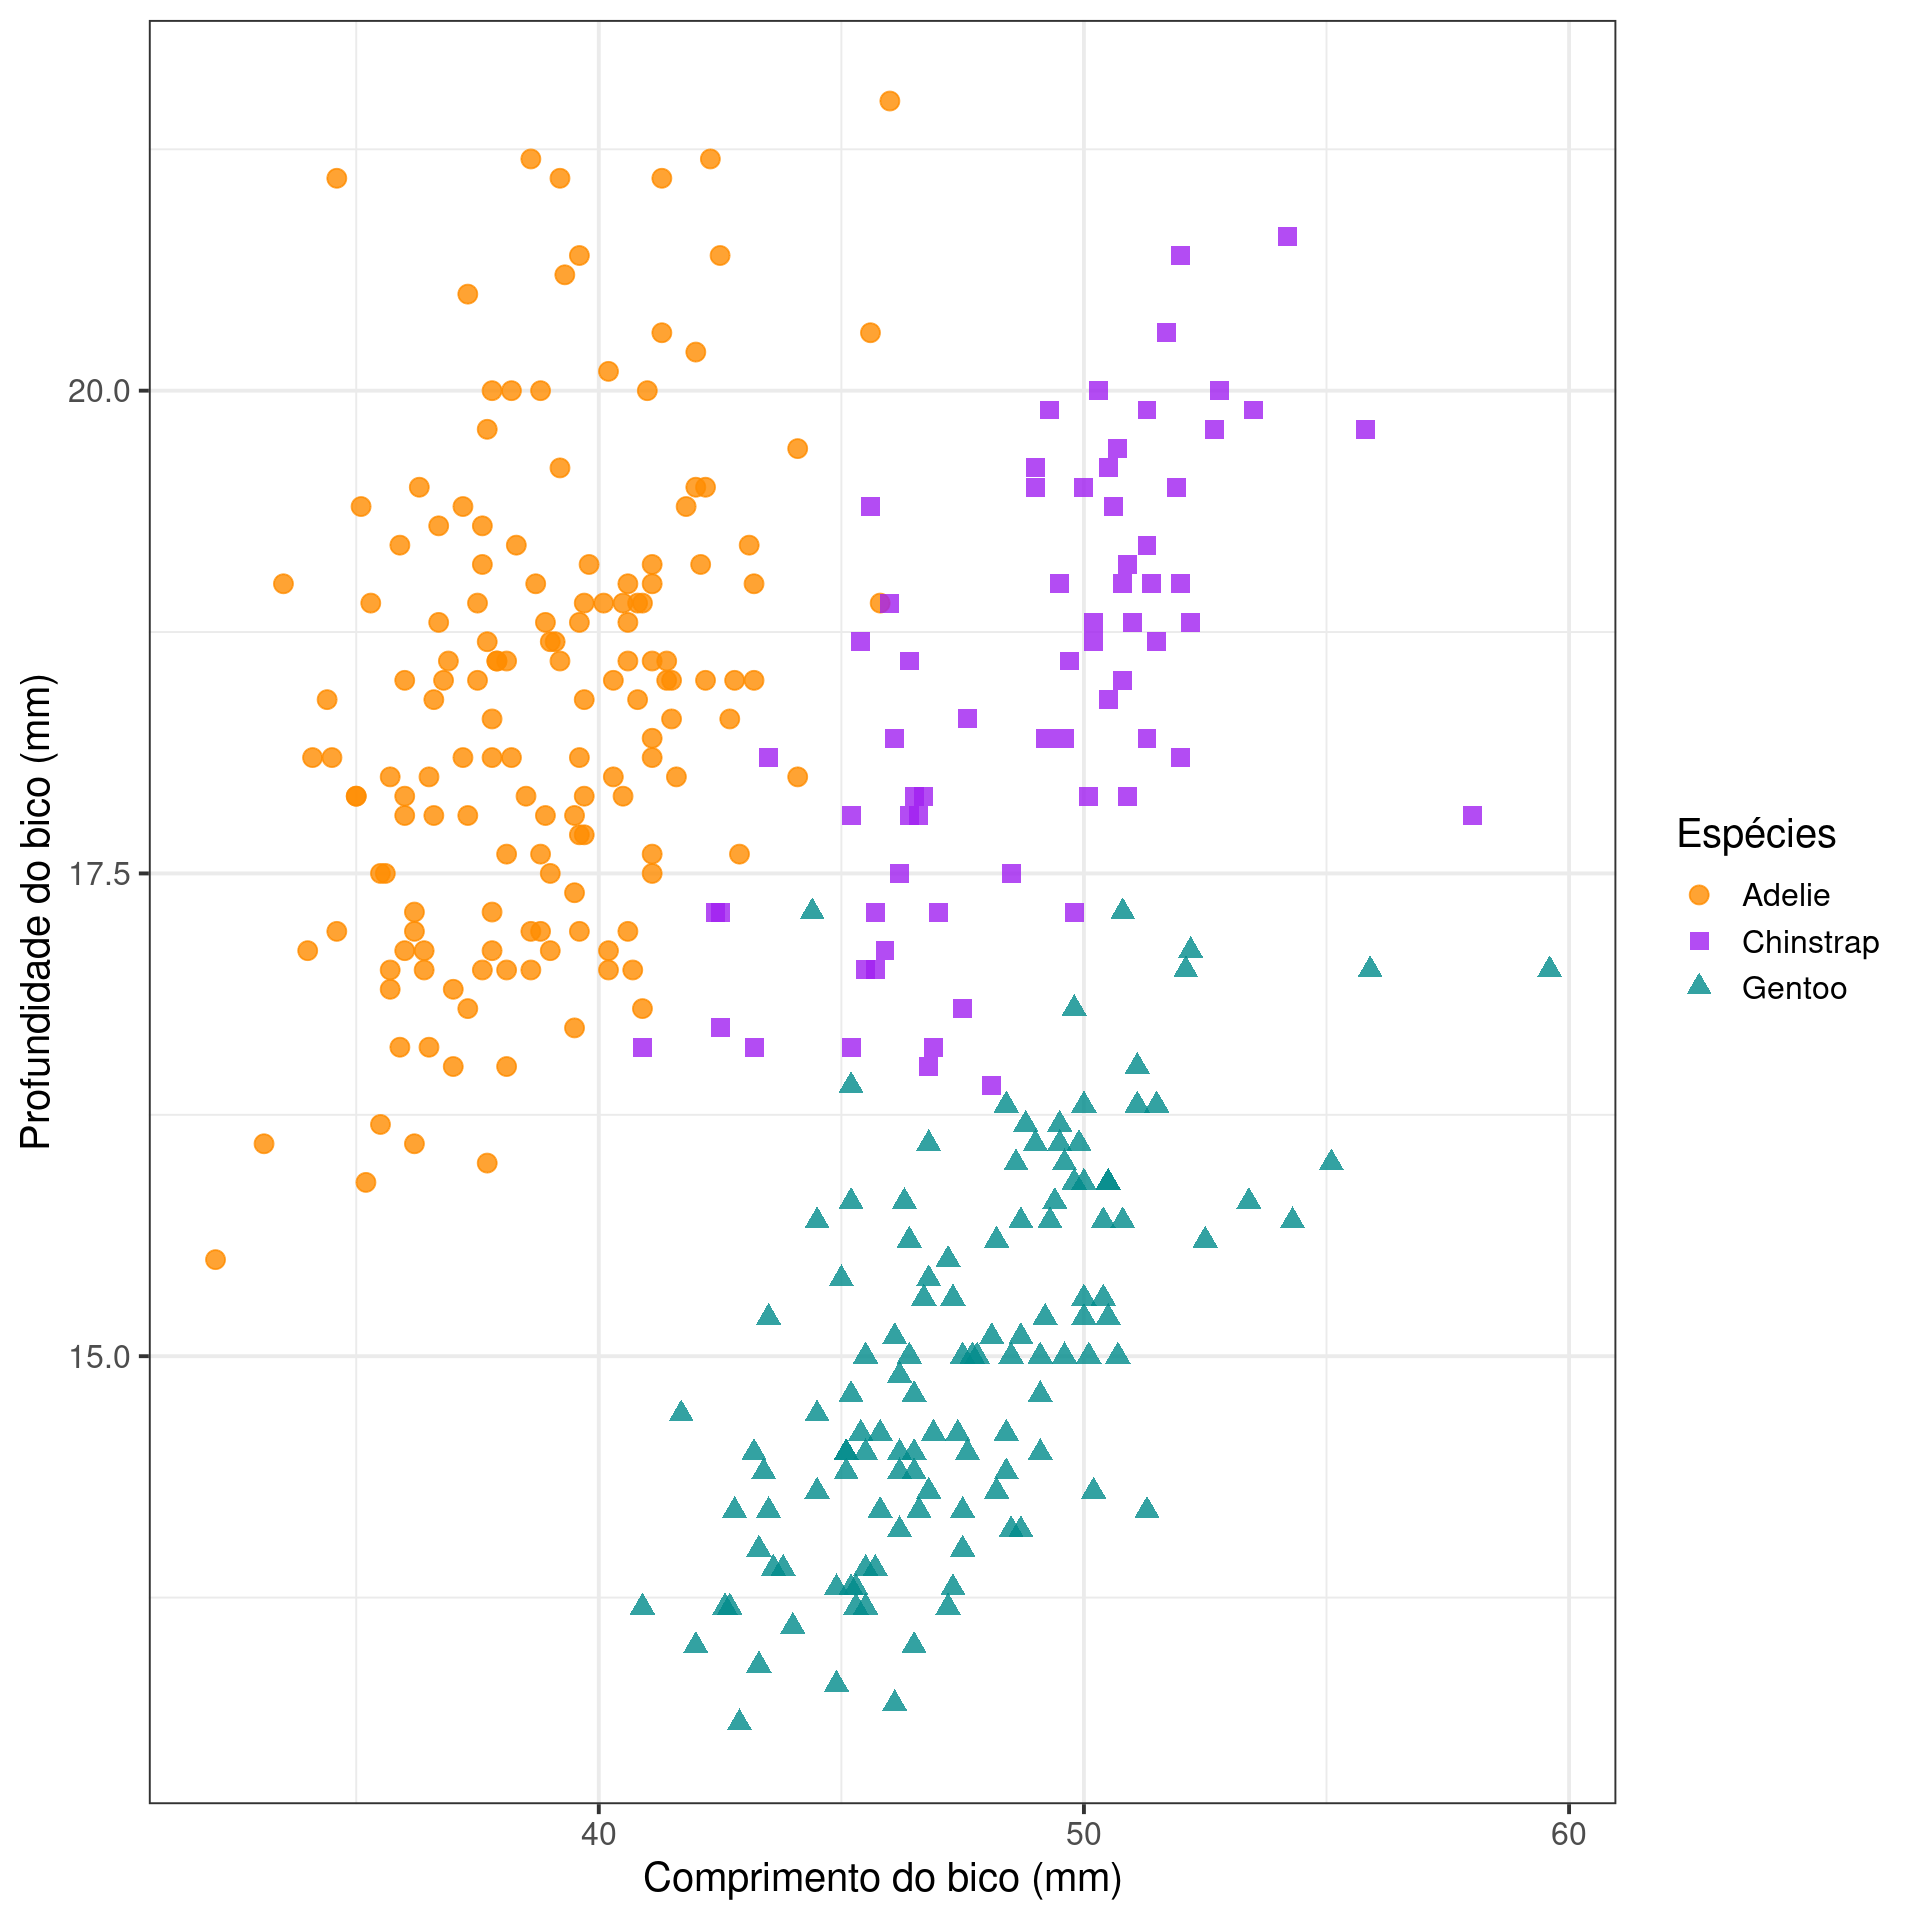 Profundidade do bico (mm)
20.0
17.5
15.0
40
50
60
Comprimento do bico (mm)
Espécies
Adelie
Chinstrap
Gentoo